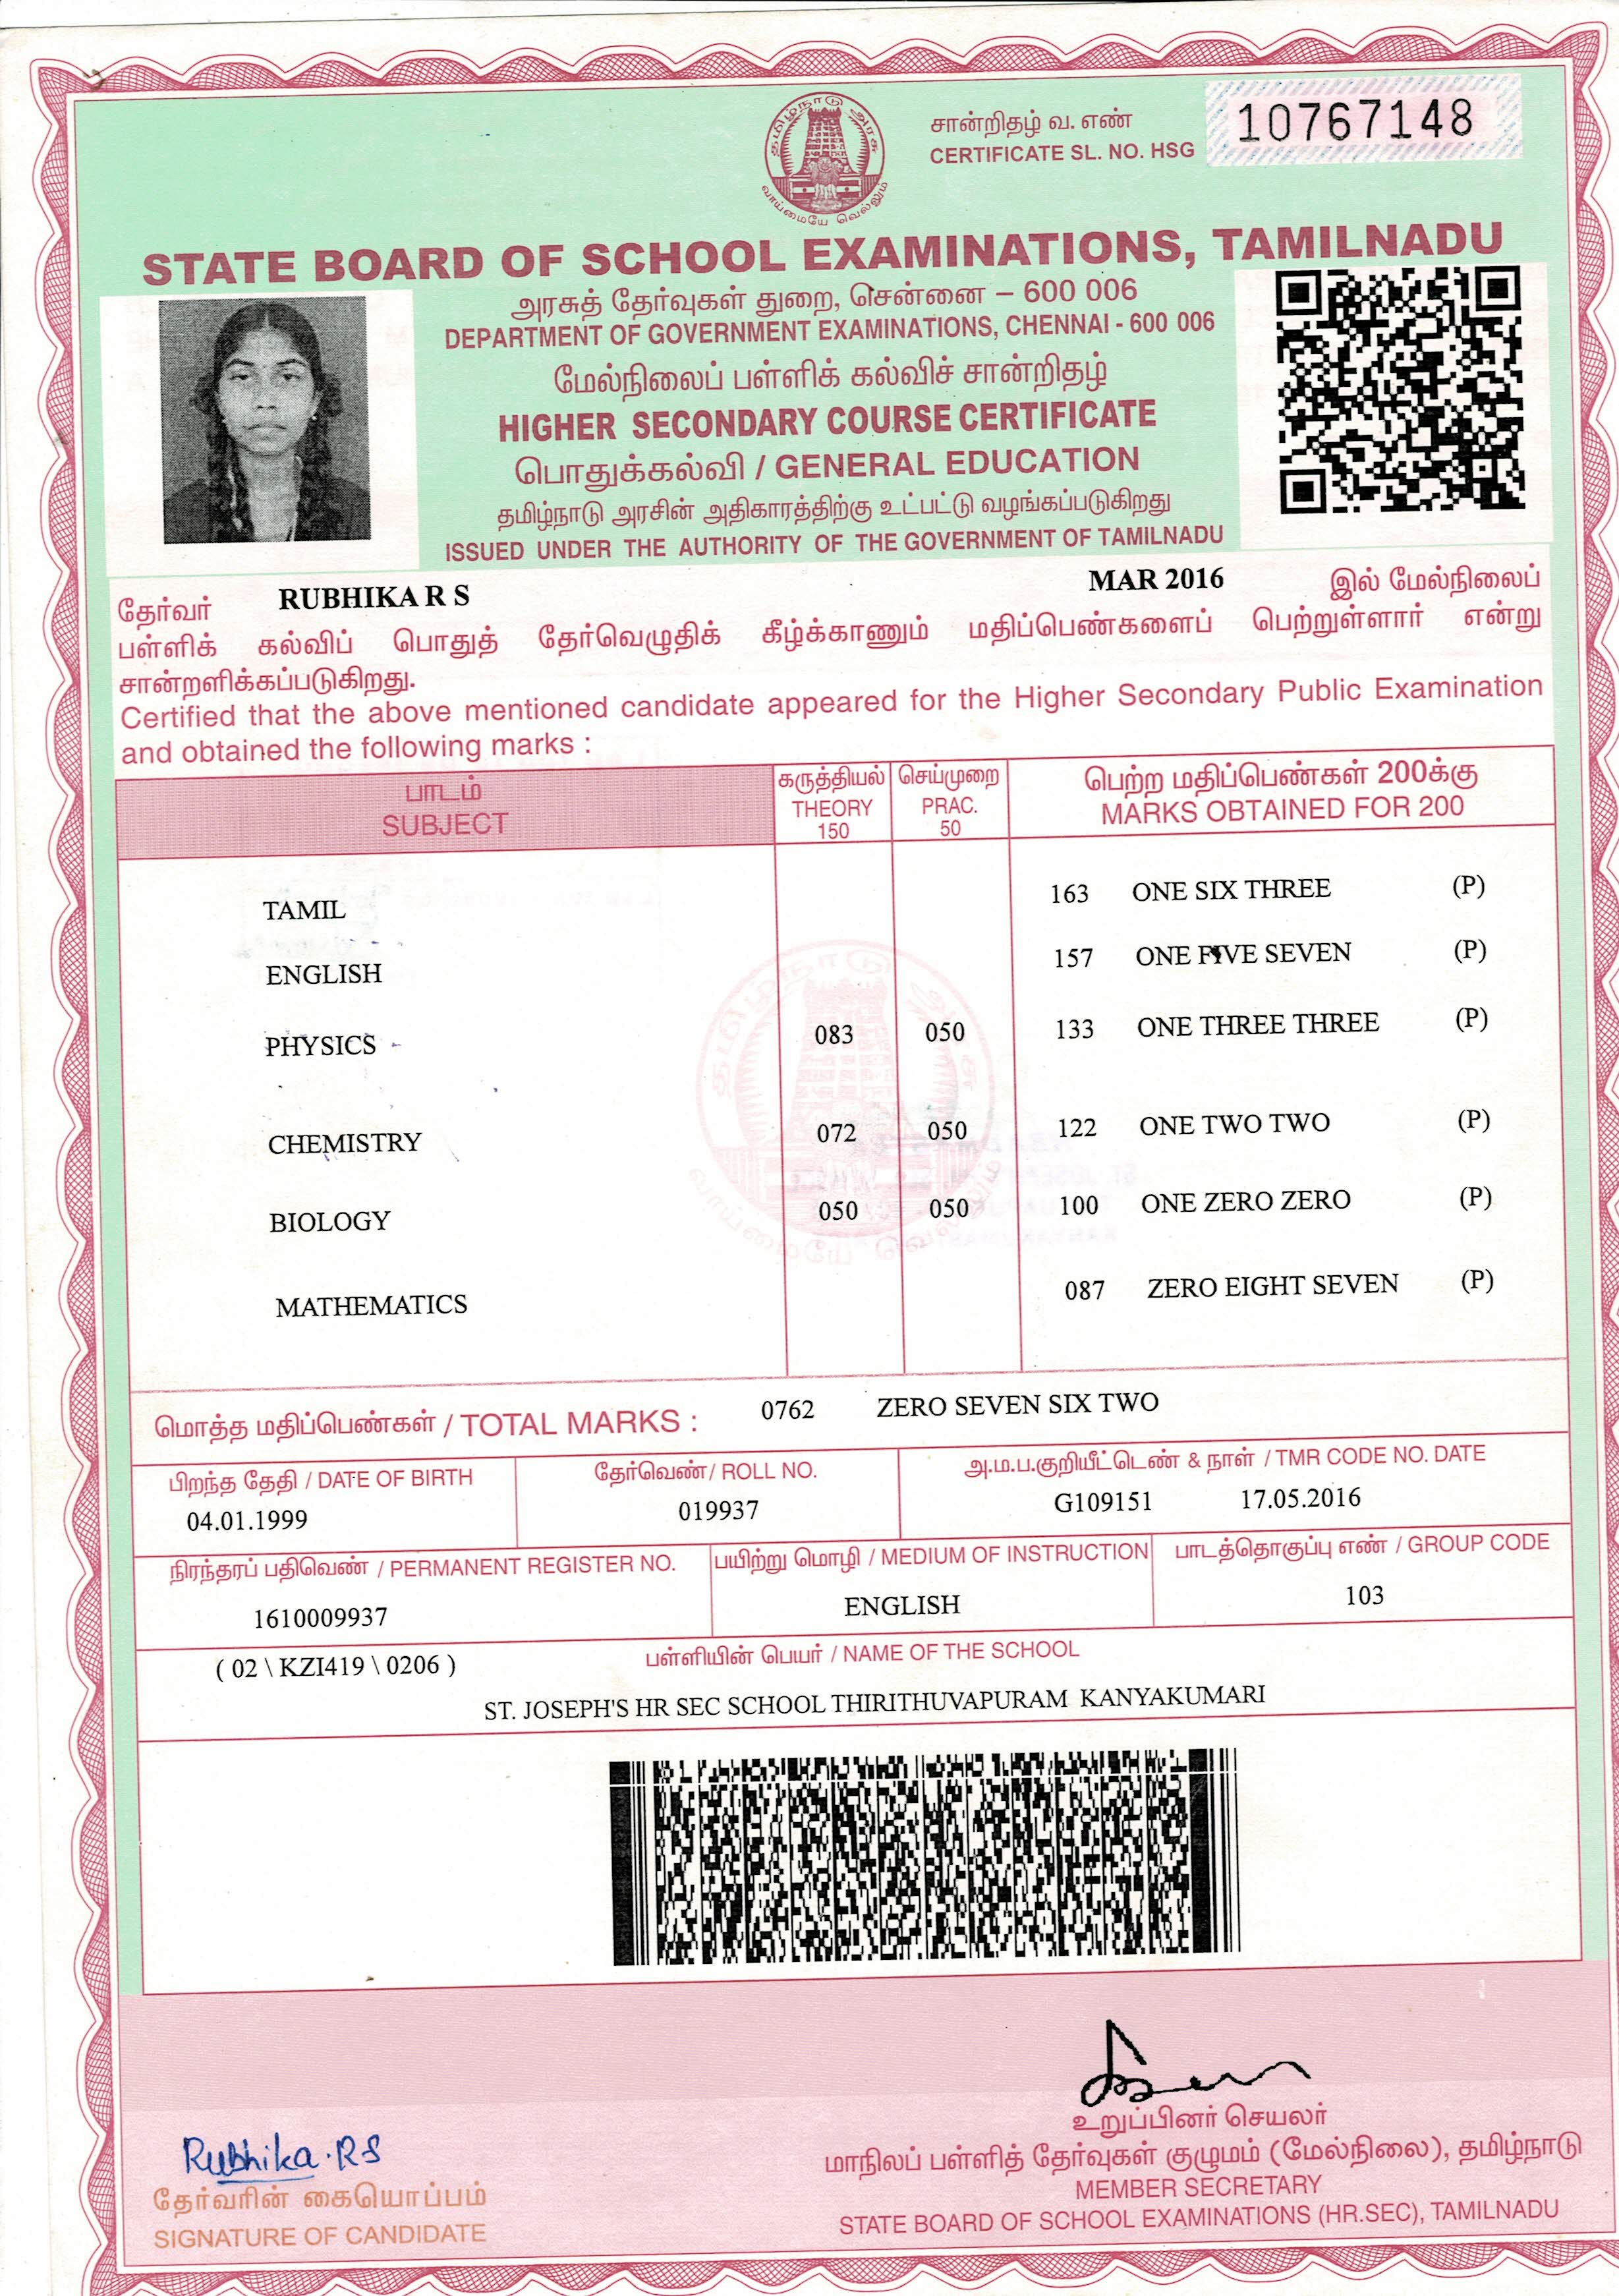 தமிழ்நாடு அரசு
வாய்மையே வெல்லும்
சான்றிதழ் வ. எண்
CERTIFICATE SL. NO. HSG
10767148
STATE BOARD OF SCHOOL EXAMINATIONS, TAMILNADU
அரசுத் தேர்வுகள் துறை, சென்னை – 600 006
DEPARTMENT OF GOVERNMENT EXAMINATIONS, CHENNAI - 600 006
மேல்நிலைப் பள்ளிக் கல்விச் சான்றிதழ்
HIGHER SECONDARY COURSE CERTIFICATE
பொதுக்கல்வி / GENERAL EDUCATION
தமிழ்நாடு அரசின் அதிகாரத்திற்கு உட்பட்டு வழங்கப்படுகிறது
ISSUED UNDER THE AUTHORITY OF THE GOVERNMENT OF TAMILNADU
தேர்வர் RUBHIKA R S MAR 2016 இல் மேல்நிலைப்
பள்ளிக் கல்விப் பொதுத் தேர்வெழுதிக் கீழ்க்காணும் மதிப்பெண்களைப் பெற்றுள்ளார் என்று
சான்றளிக்கப்படுகிறது.
Certified that the above mentioned candidate appeared for the Higher Secondary Public Examination
and obtained the following marks :
பாடம் கருத்தியல் செய்முறை பெற்ற மதிப்பெண்கள் 200க்கு
SUBJECT THEORY PRAC. MARKS OBTAINED FOR 200
150 50
TAMIL 163 ONE SIX THREE (P)
ENGLISH 157 ONE FIVE SEVEN (P)
PHYSICS 083 050 133 ONE THREE THREE (P)
CHEMISTRY 072 050 122 ONE TWO TWO (P)
BIOLOGY 050 050 100 ONE ZERO ZERO (P)
MATHEMATICS 087 ZERO EIGHT SEVEN (P)
மொத்த மதிப்பெண்கள் / TOTAL MARKS : 0762 ZERO SEVEN SIX TWO
பிறந்த தேதி / DATE OF BIRTH தேர்வெண் / ROLL NO. அ.ம.ப.குறியீட்டெண் & நாள் / TMR CODE NO. DATE
04.01.1999 019937 G109151 17.05.2016
நிரந்தரப் பதிவெண் / PERMANENT REGISTER NO. பயிற்று மொழி / MEDIUM OF INSTRUCTION பாடத்தொகுப்பு எண் / GROUP CODE
1610009937 ENGLISH 103
( 02 \ KZI419 \ 0206 ) பள்ளியின் பெயர் / NAME OF THE SCHOOL
ST. JOSEPH'S HR SEC SCHOOL THIRITHUVAPURAM KANYAKUMARI
Rubhika.RS
தேர்வரின் கையொப்பம்
SIGNATURE OF CANDIDATE
உறுப்பினர் செயலர்
மாநிலப் பள்ளித் தேர்வுகள் குழுமம் (மேல்நிலை), தமிழ்நாடு
MEMBER SECRETARY
STATE BOARD OF SCHOOL EXAMINATIONS (HR.SEC), TAMILNADU